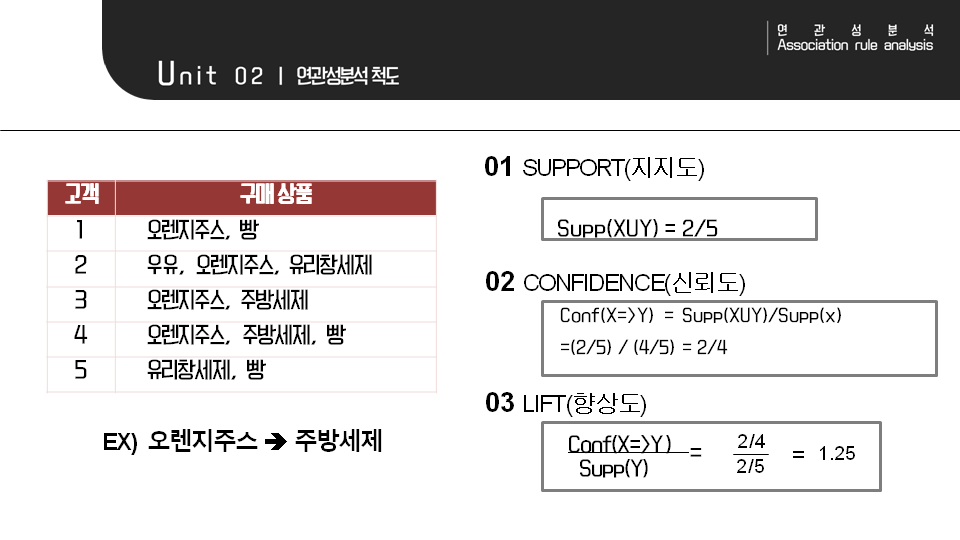 연 관 성 분 석
Association rule analysis
Unit 02 | 연관성분석 척도
고객 구매 상품
1 오렌지주스, 빵
2 우유, 오렌지주스, 유리창세제
3 오렌지주스, 주방세제
4 오렌지주스, 주방세제, 빵
5 유리창세제, 빵
EX) 오렌지주스 ➔ 주방세제
01 SUPPORT(지지도)
Supp(XUY) = 2/5
02 CONFIDENCE(신뢰도)
Conf(X=>Y) = Supp(XUY)/Supp(x)
=(2/5) / (4/5) = 2/4
03 LIFT(향상도)
Conf(X=>Y) = 2/4 = 1.25
Supp(Y) 2/5